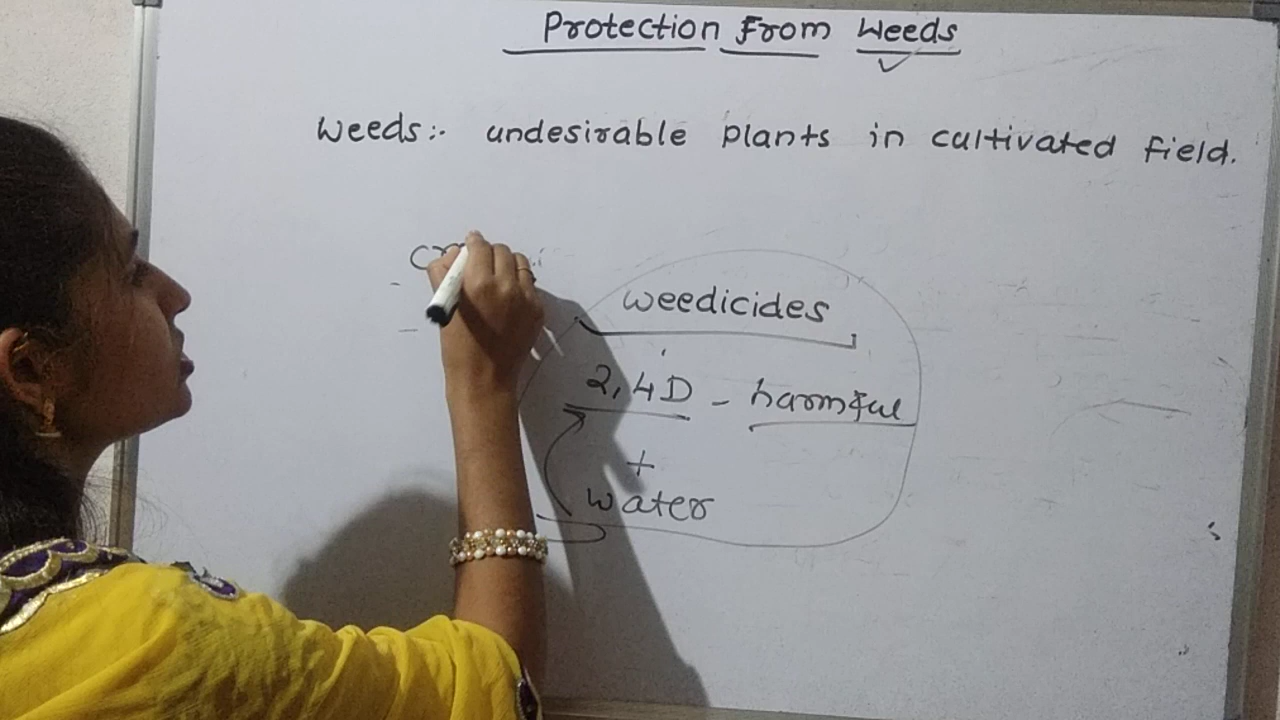 Protection From Weeds
Weeds:- undesirable plants in cultivated field.
weedicides
2,4D - harmful
+
water